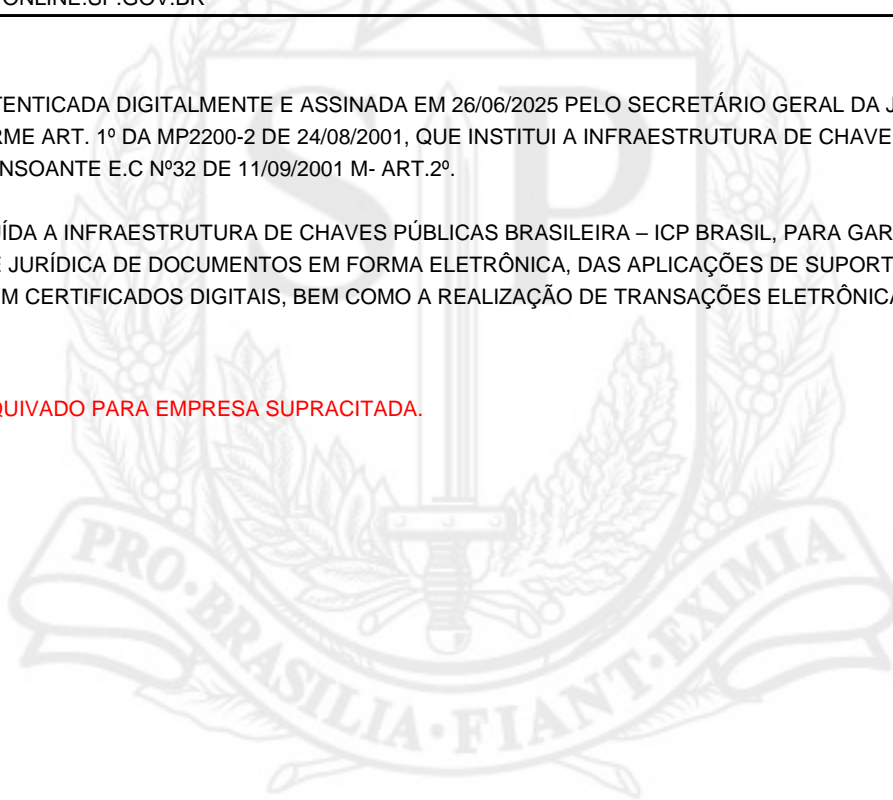 ONLINE.SP.GOV.BR
TENTICADA DIGITALMENTE E ASSINADA EM 26/06/2025 PELO SECRETÁRIO GERAL DA J
RME ART. 1º DA MP2200-2 DE 24/08/2001, QUE INSTITUI A INFRAESTRUTURA DE CHAVE
NSOANTE E.C Nº32 DE 11/09/2001 M- ART.2º.
ÍDA A INFRAESTRUTURA DE CHAVES PÚBLICAS BRASILEIRA – ICP BRASIL, PARA GAR
E JURÍDICA DE DOCUMENTOS EM FORMA ELETRÔNICA, DAS APLICAÇÕES DE SUPORT
M CERTIFICADOS DIGITAIS, BEM COMO A REALIZAÇÃO DE TRANSAÇÕES ELETRÔNICA
QUIVADO PARA EMPRESA SUPRACITADA.
SP
PRO·BRASILIA·FIANT·EXIMIA